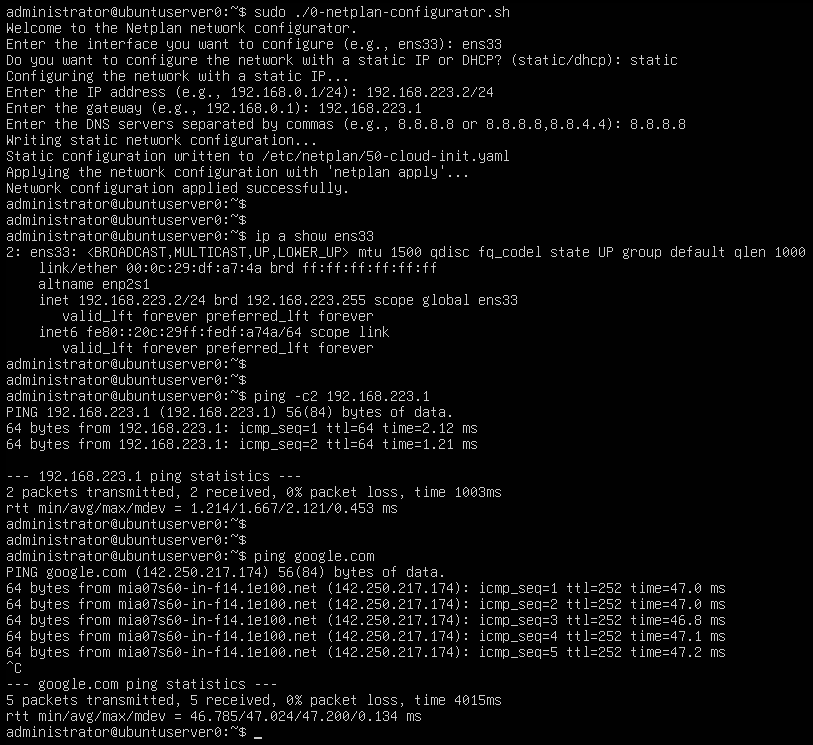 administrator@ubuntuserver0:~$ sudo ./0-netplan-configurator.sh
Welcome to the Netplan network configurator.
Enter the interface you want to configure (e.g., ens33): ens33
Do you want to configure the network with a static IP or DHCP? (static/dhcp): static
Configuring the network with a static IP...
Enter the IP address (e.g., 192.168.0.1/24): 192.168.223.2/24
Enter the gateway (e.g., 192.168.0.1): 192.168.223.1
Enter the DNS servers separated by commas (e.g., 8.8.8.8 or 8.8.8.8,8.8.4.4): 8.8.8.8
Writing static network configuration...
Static configuration written to /etc/netplan/50-cloud-init.yaml
Applying the network configuration with 'netplan apply'...
Network configuration applied successfully.
administrator@ubuntuserver0:~$
administrator@ubuntuserver0:~$
administrator@ubuntuserver0:~$ ip a show ens33
2: ens33: <BROADCAST,MULTICAST,UP,LOWER_UP> mtu 1500 qdisc fq_codel state UP group default qlen 1000
    link/ether 00:0c:29:df:a7:4a brd ff:ff:ff:ff:ff:ff
    altname enp2s1
    inet 192.168.223.2/24 brd 192.168.223.255 scope global ens33
       valid_lft forever preferred_lft forever
    inet6 fe80::20c:29ff:fedf:a74a/64 scope link
       valid_lft forever preferred_lft forever
administrator@ubuntuserver0:~$
administrator@ubuntuserver0:~$
administrator@ubuntuserver0:~$ ping -c2 192.168.223.1
PING 192.168.223.1 (192.168.223.1) 56(84) bytes of data.
64 bytes from 192.168.223.1: icmp_seq=1 ttl=64 time=2.12 ms
64 bytes from 192.168.223.1: icmp_seq=2 ttl=64 time=1.21 ms

--- 192.168.223.1 ping statistics ---
2 packets transmitted, 2 received, 0% packet loss, time 1003ms
rtt min/avg/max/mdev = 1.214/1.667/2.121/0.453 ms
administrator@ubuntuserver0:~$
administrator@ubuntuserver0:~$
administrator@ubuntuserver0:~$ ping google.com
PING google.com (142.250.217.174) 56(84) bytes of data.
64 bytes from mia07s60-in-f14.1e100.net (142.250.217.174): icmp_seq=1 ttl=252 time=47.0 ms
64 bytes from mia07s60-in-f14.1e100.net (142.250.217.174): icmp_seq=2 ttl=252 time=47.0 ms
64 bytes from mia07s60-in-f14.1e100.net (142.250.217.174): icmp_seq=3 ttl=252 time=46.8 ms
64 bytes from mia07s60-in-f14.1e100.net (142.250.217.174): icmp_seq=4 ttl=252 time=47.1 ms
64 bytes from mia07s60-in-f14.1e100.net (142.250.217.174): icmp_seq=5 ttl=252 time=47.2 ms
^C
--- google.com ping statistics ---
5 packets transmitted, 5 received, 0% packet loss, time 4015ms
rtt min/avg/max/mdev = 46.785/47.024/47.200/0.134 ms
administrator@ubuntuserver0:~$ _